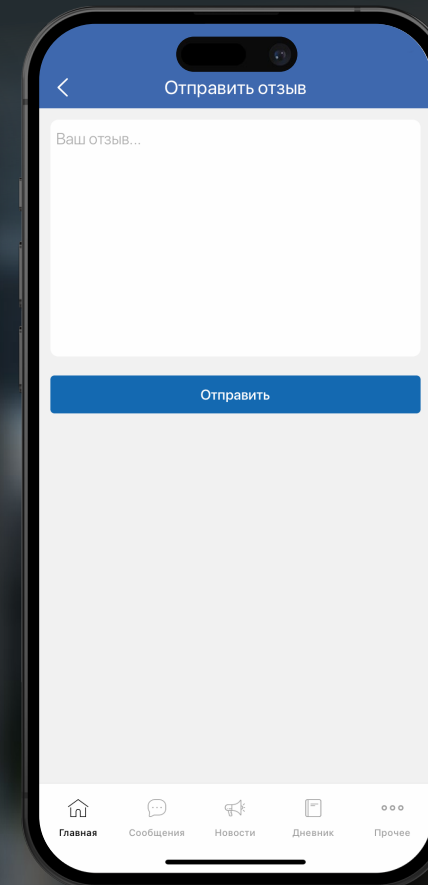 Отправить отзыв
Ваш отзыв...
Отправить
Главная
Сообщения
Новости
Дневник
Прочее